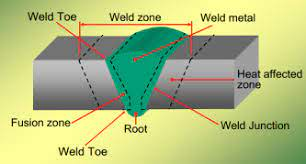 Weld Toe
Weld zone
Weld metal
Heat affected
zone
Fusion zone
Root
Weld Junction
Weld Toe